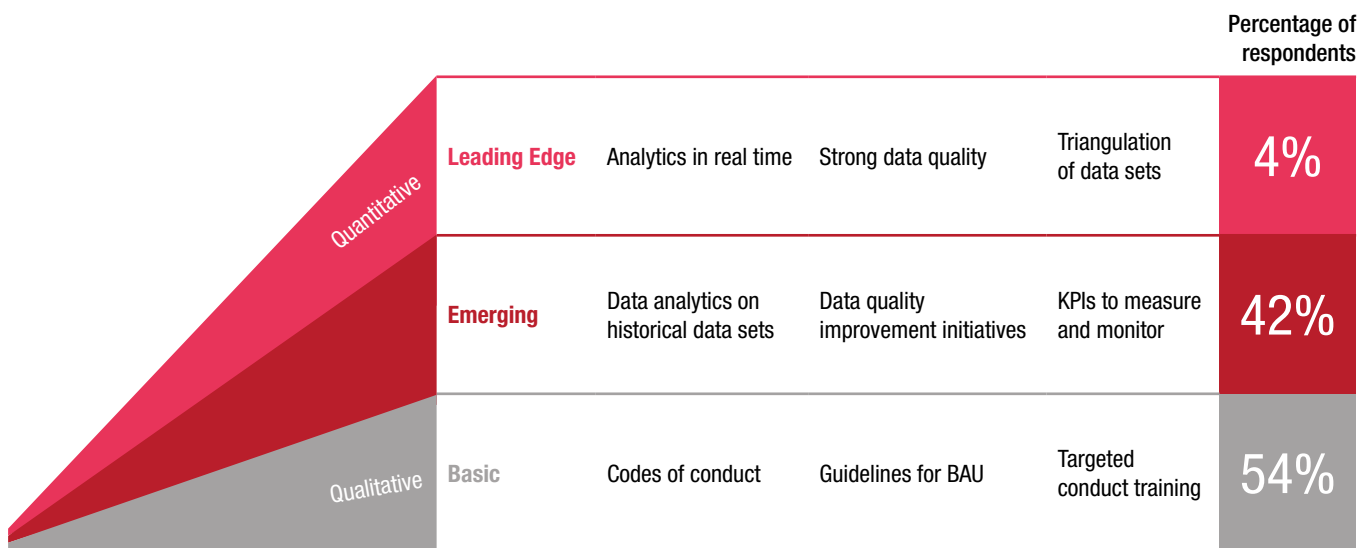 Percentage of
respondents
Quantitative
Leading Edge
Analytics in real time
Strong data quality
Triangulation
of data sets
4%
Emerging
Data analytics on
historical data sets
Data quality
improvement initiatives
KPIs to measure
and monitor
42%
Qualitative
Basic
Codes of conduct
Guidelines for BAU
Targeted
conduct training
54%